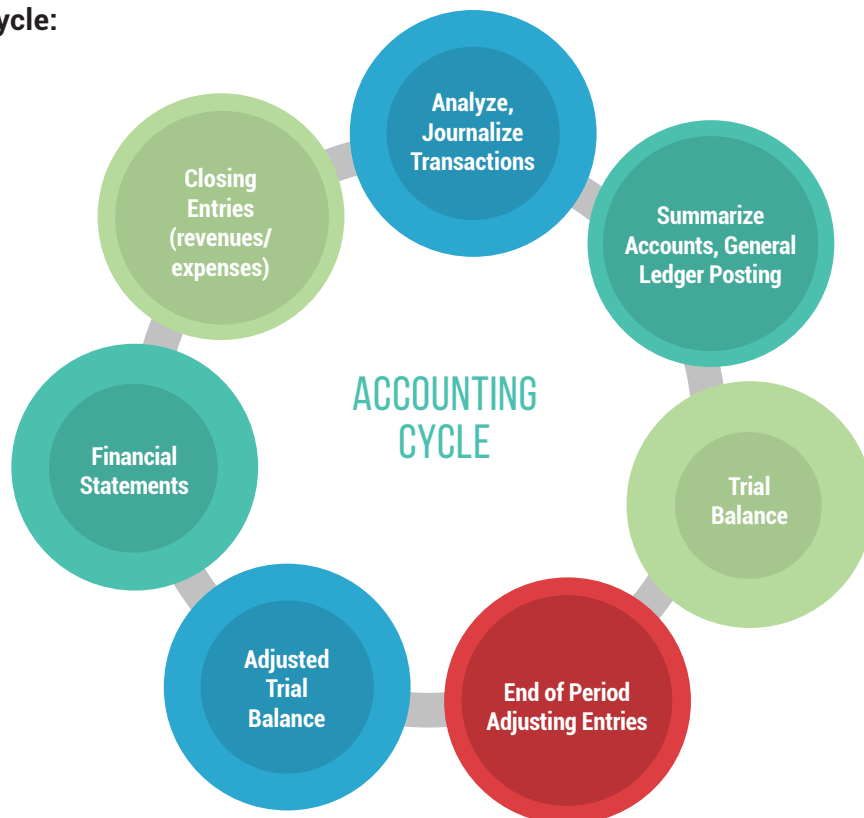 ycle:
Analyze,
Journalize
Transactions
Summarize
Accounts, General
Ledger Posting
Trial
Balance
End of Period
Adjusting Entries
Adjusted
Trial
Balance
Financial
Statements
Closing
Entries
(revenues/
expenses)
ACCOUNTING
CYCLE